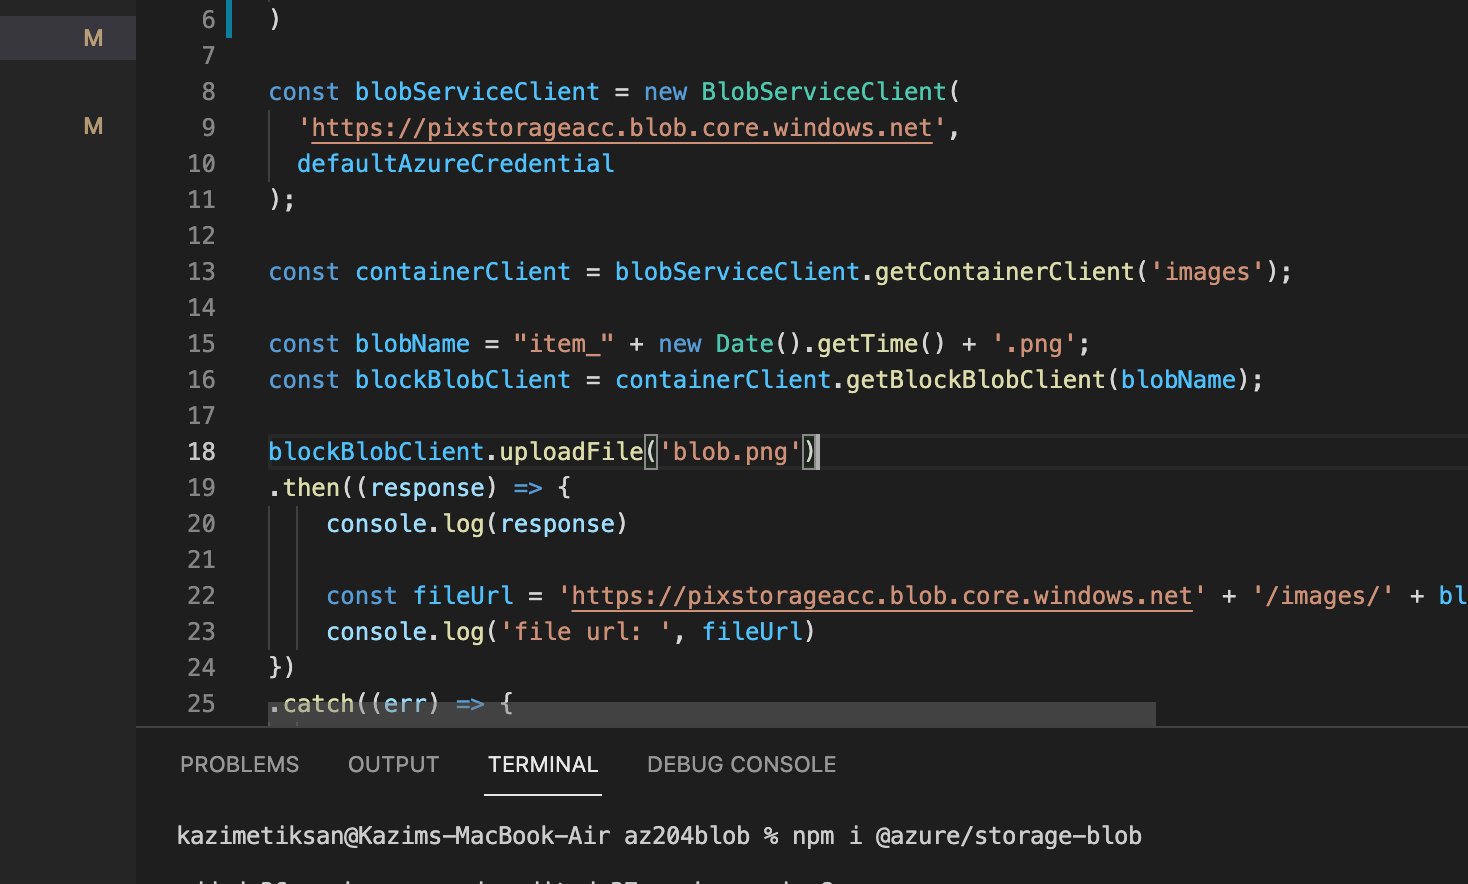 6 )
M
7
8 const blobServiceClient = new BlobServiceClient(
M
9 'https://pixstorageacc.blob.core.windows.net',
10 defaultAzureCredential
11 );
12
13 const containerClient = blobServiceClient.getContainerClient('images');
14
15 const blobName = "item_" + new Date().getTime() + '.png';
16 const blockBlobClient = containerClient.getBlockBlobClient(blobName);
17
18 blockBlobClient.uploadFile('blob.png')
19 .then((response) => {
20 console.log(response)
21
22 const fileUrl = 'https://pixstorageacc.blob.core.windows.net' + '/images/' + bl
23 console.log('file url: ', fileUrl)
24 })
25 .catch((err) => {
PROBLEMS OUTPUT TERMINAL DEBUG CONSOLE
kazimetiksan@Kazims-MacBook-Air az204blob % npm i @azure/storage-blob